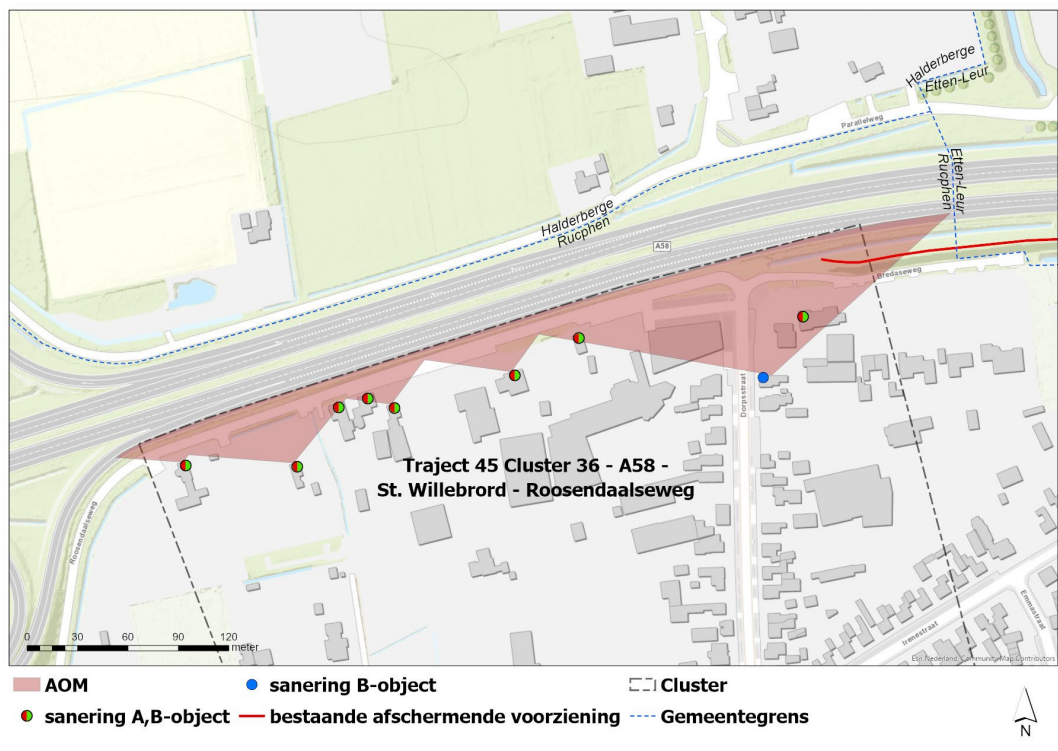 Halderberge
Etten-Leur
Parallelweg
Etten-Leur
Rucphen
Halderberge
Rucphen
A58
Bredaseweg
Dorpsstraat
Traject 45 Cluster 36 - A58 -
St. Willebrord - Roosendaalseweg
Roosendaalseweg
Irenestraat
Emmastraat
0 30 60 90 120
meter
Esri Nederland, Community Map Contributors
AOM
sanering B-object
Cluster
sanering A,B-object
bestaande afschermende voorziening
Gemeentegrens
N